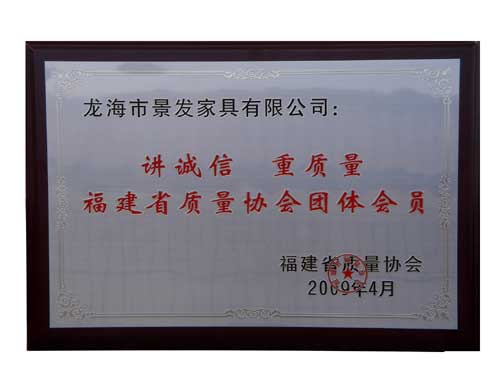 龙海市景发家具有限公司:
讲诚信 重质量
福建省质量协会团体会员
福建省质量协会
2009年4月